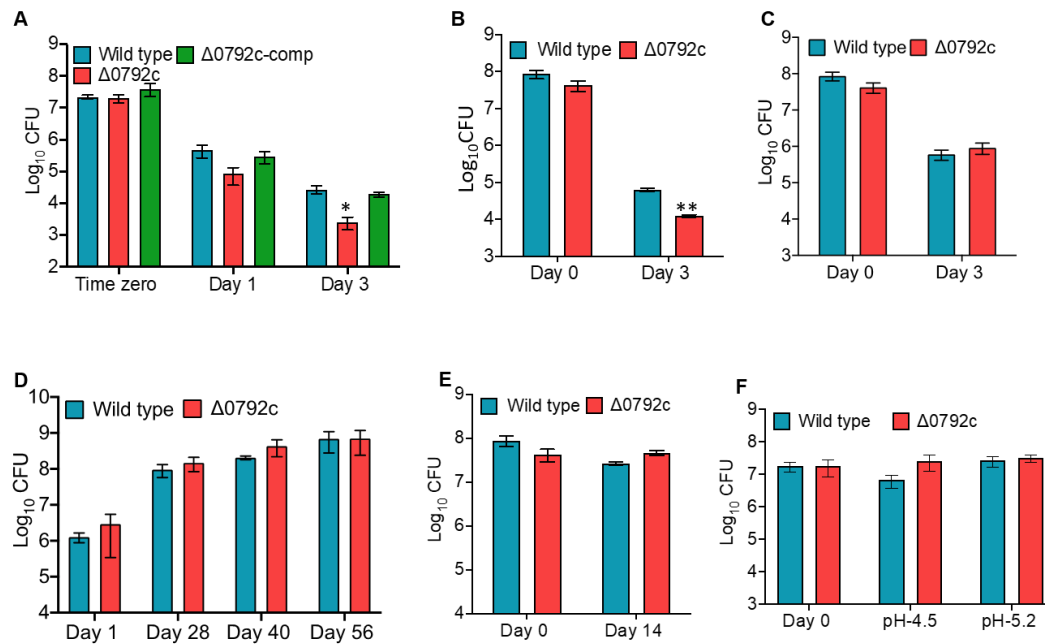 A
Wild type Δ0792c-comp
Δ0792c
Log₁₀ CFU
9
8
7
6
5
4
3
2
*
Time zero Day 1 Day 3
B
Wild type Δ0792c
Log₁₀CFU
9
8
7
6
5
4
3
**
Day 0 Day 3
C
Wild type Δ0792c
Log₁₀ CFU
9
8
7
6
5
4
3
Day 0 Day 3
D
Wild type Δ0792c
Log₁₀ CFU
10
9
8
7
6
5
4
Day 1 Day 28 Day 40 Day 56
E
Wild type Δ0792c
Log₁₀ CFU
9
8
7
6
5
4
Day 0 Day 14
F
Wild type Δ0792c
Log₁₀ CFU
9
8
7
6
5
4
3
Day 0 pH-4.5 pH-5.2